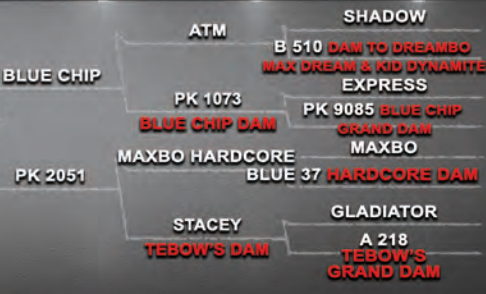 SHADOW
ATM
B 510 DAM TO DREAMBO
MAX DREAM & KID DYNAMITE
BLUE CHIP
EXPRESS
PK 1073
BLUE CHIP DAM
PK 9085 BLUE CHIP
GRAND DAM
MAXBO HARDCORE
MAXBO
BLUE 37 HARDCORE DAM
PK 2051
GLADIATOR
STACEY
TEBOW'S DAM
A 218
TEBOW'S
GRAND DAM